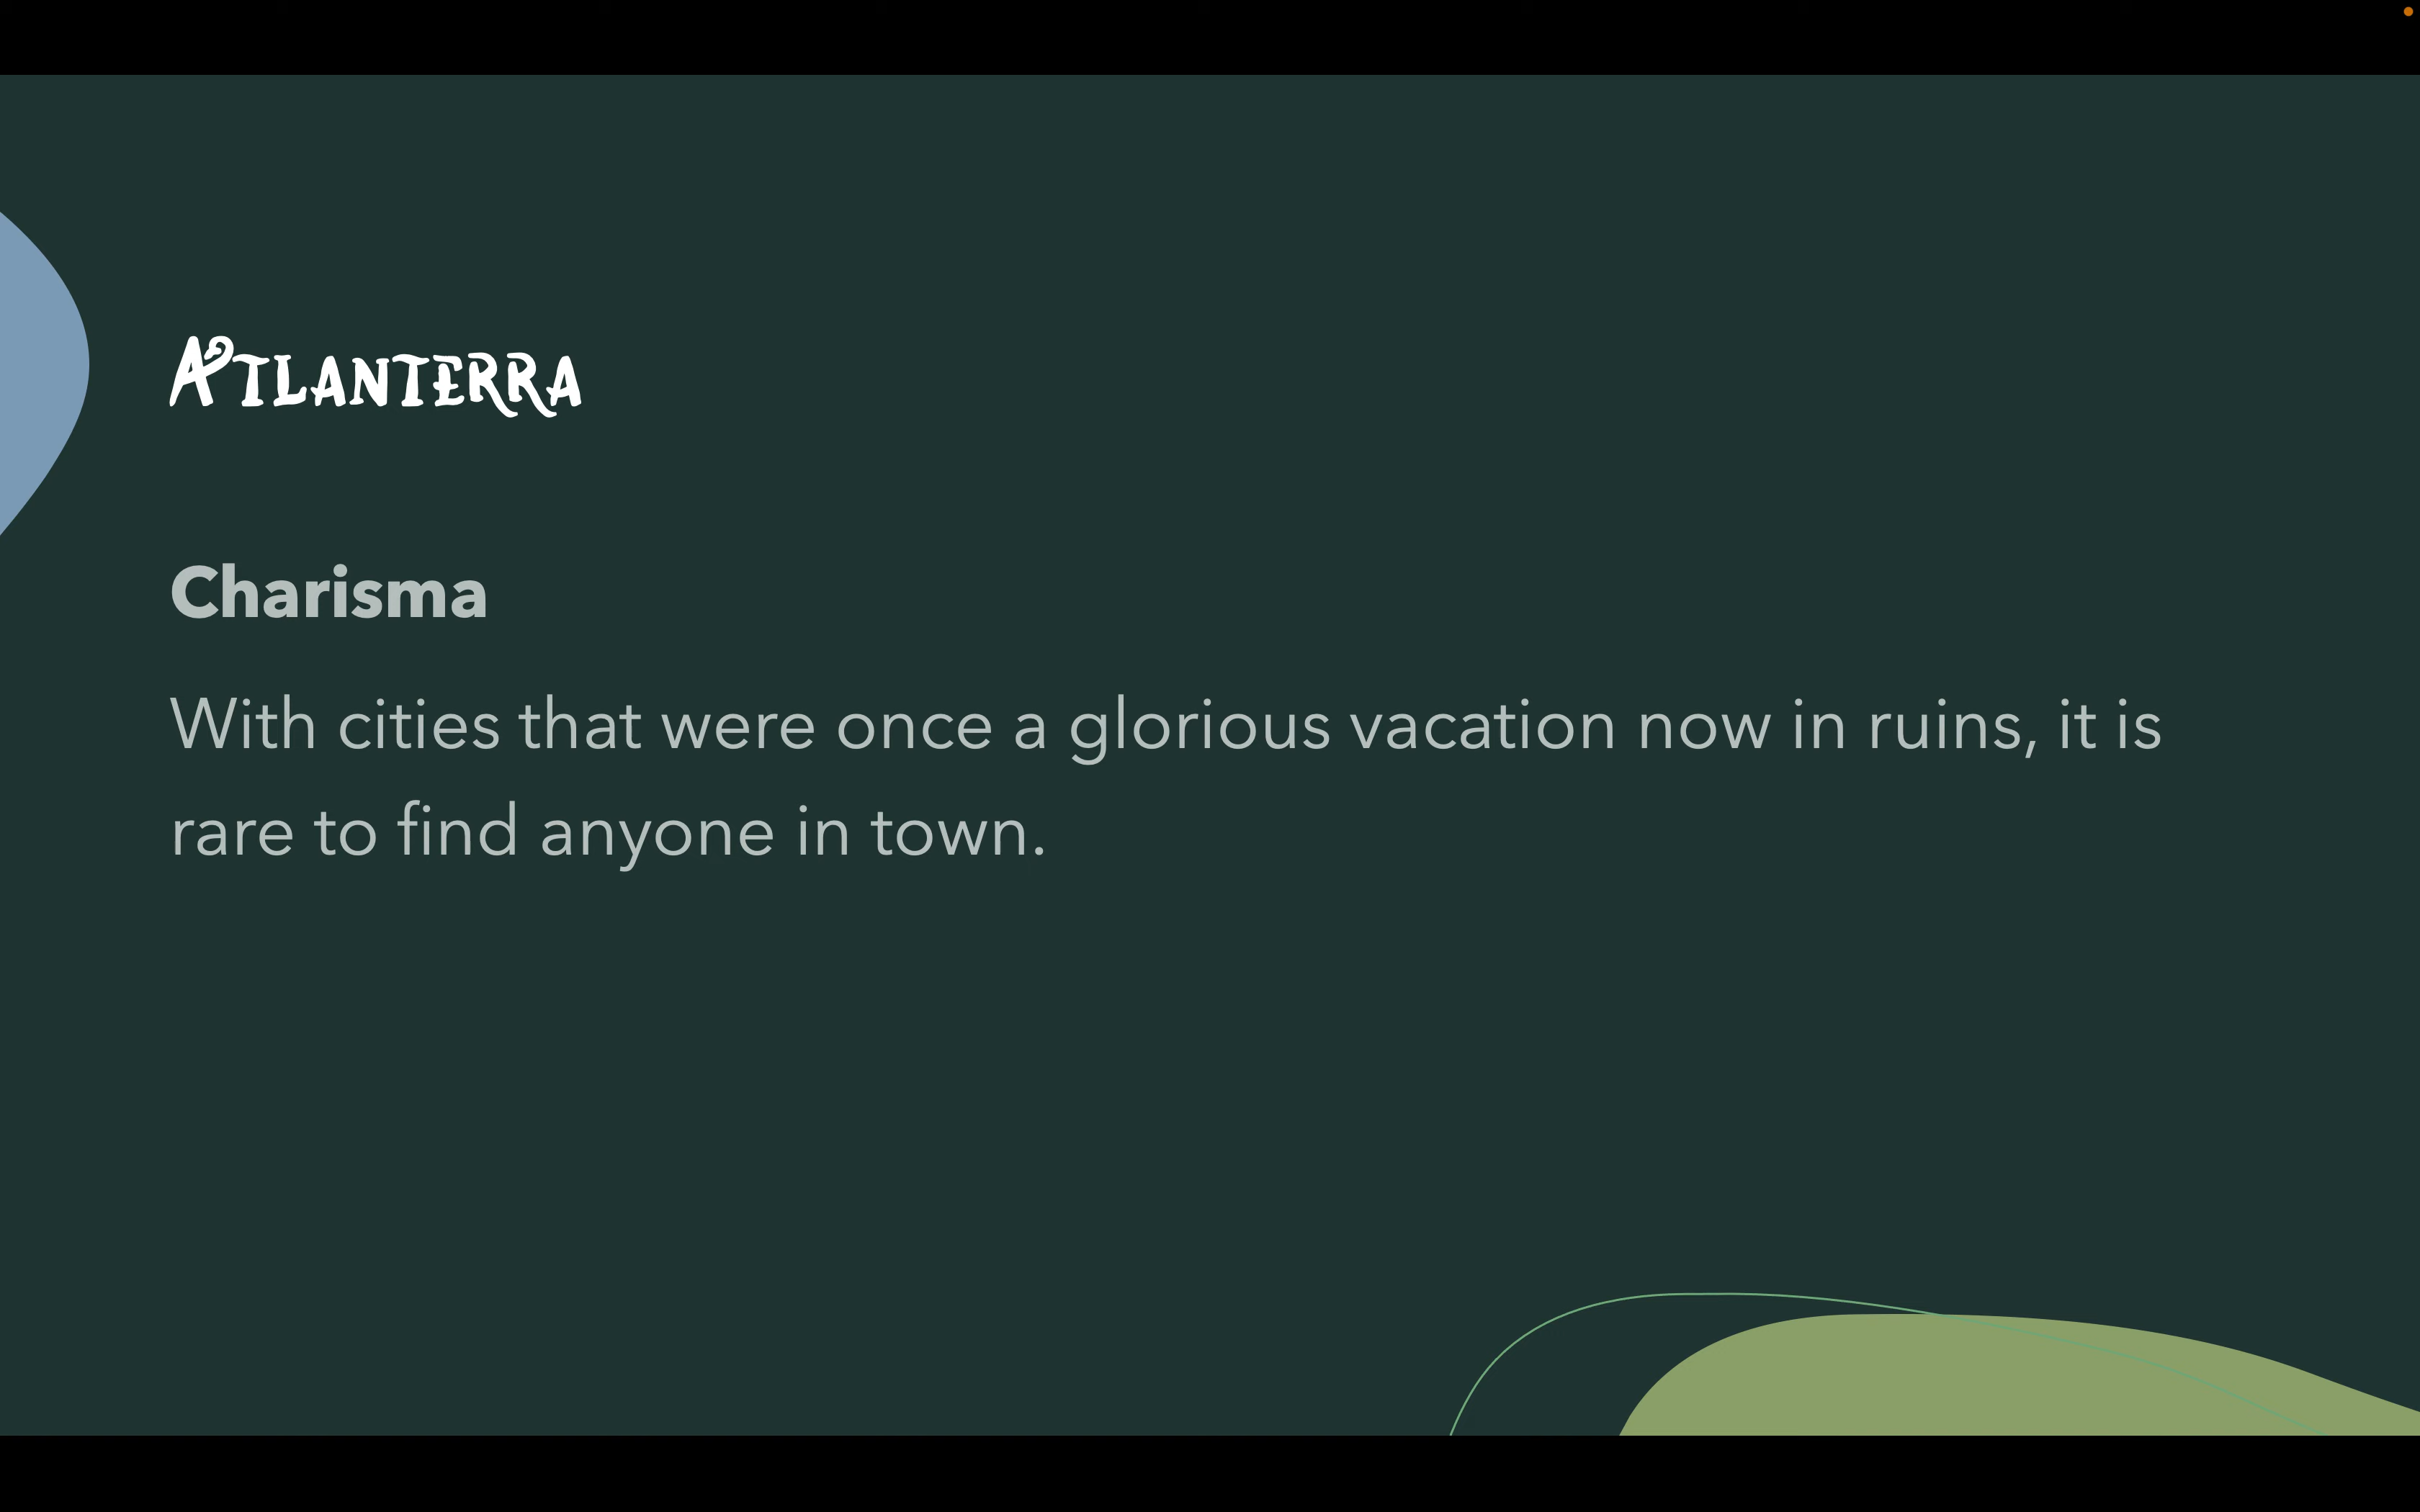 Atlanterra
Charisma
With cities that were once a glorious vacation now in ruins, it is
rare to find anyone in town.